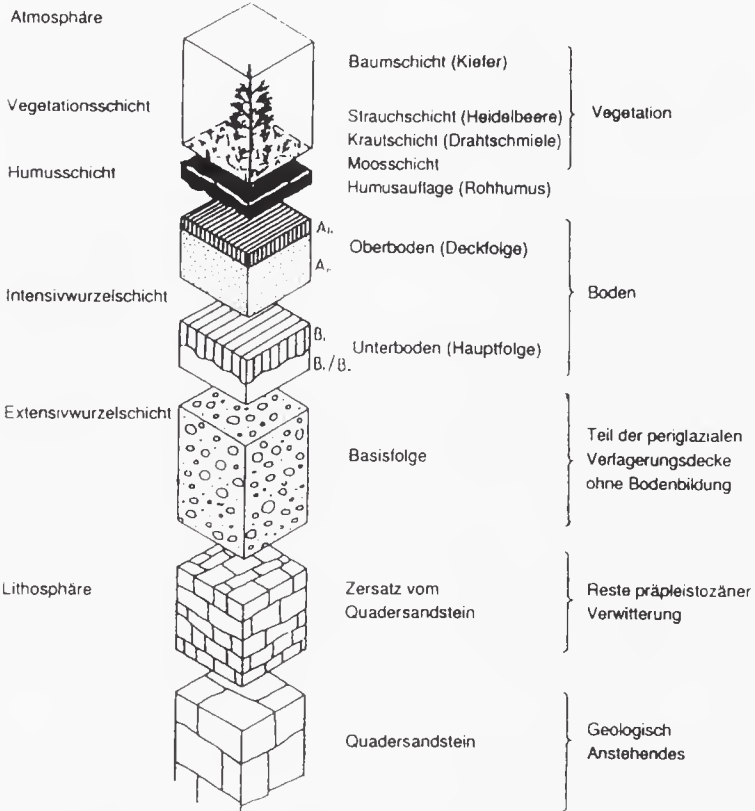 Atmosphäre
Baumschicht (Kiefer)
Vegetationsschicht
Strauchschicht (Heidelbeere)
Krautschicht (Drahtschmiele)
Moosschicht
Vegetation
Humusschicht
Humusauflage (Rohhumus)
Oberboden (Deckfolge)
Intensivwurzelschicht
Boden
Unterboden (Hauptfolge)
Extensivwurzelschicht
Basisfolge
Teil der periglazialen
Verlagerungsdecke
ohne Bodenbildung
Lithosphäre
Zersatz vom
Quadersandstein
Reste präpleistozäner
Verwitterung
Quadersandstein
Geologisch
Anstehendes